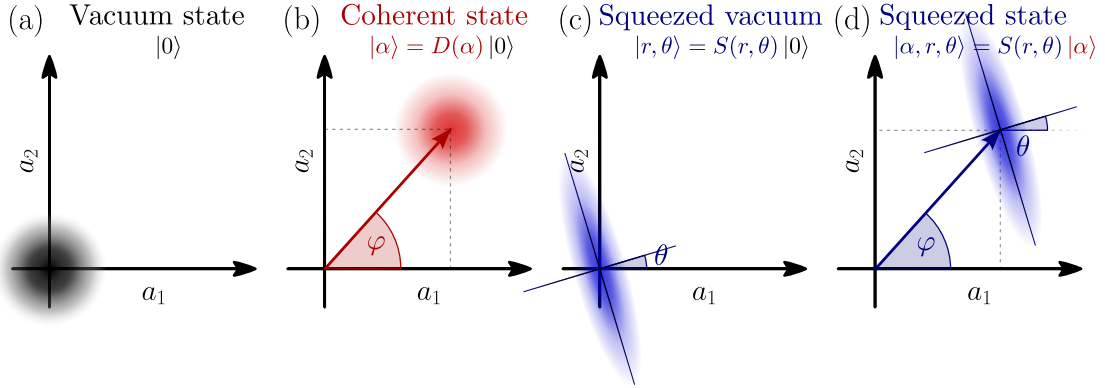 (a) Vacuum state
|0⟩
a₂
a₁
(b) Coherent state
|α⟩ = D(α) |0⟩
a₂
φ
a₁
(c) Squeezed vacuum
|r, θ⟩ = S(r, θ) |0⟩
a₂
θ
a₁
(d) Squeezed state
|α, r, θ⟩ = S(r, θ) |α⟩
a₂
θ
φ
a₁